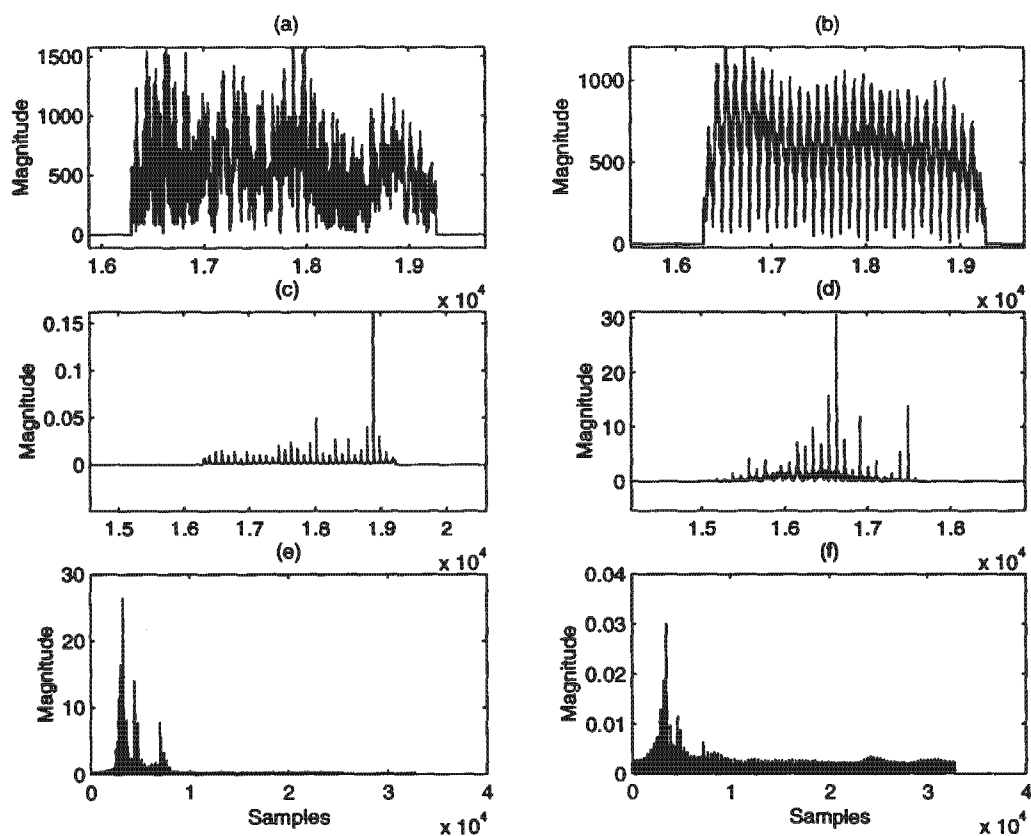 (a)
1500
1000
500
0
Magnitude
1.6 1.7 1.8 1.9
x 10^4
(b)
1000
500
0
Magnitude
1.6 1.7 1.8 1.9
x 10^4
(c)
0.15
0.1
0.05
0
Magnitude
1.5 1.6 1.7 1.8 1.9 2
x 10^4
(d)
30
20
10
0
Magnitude
1.5 1.6 1.7 1.8
x 10^4
(e)
30
20
10
0
Magnitude
0 1 2 3 4
Samples
x 10^4
(f)
0.04
0.03
0.02
0.01
0
Magnitude
0 1 2 3 4
Samples
x 10^4